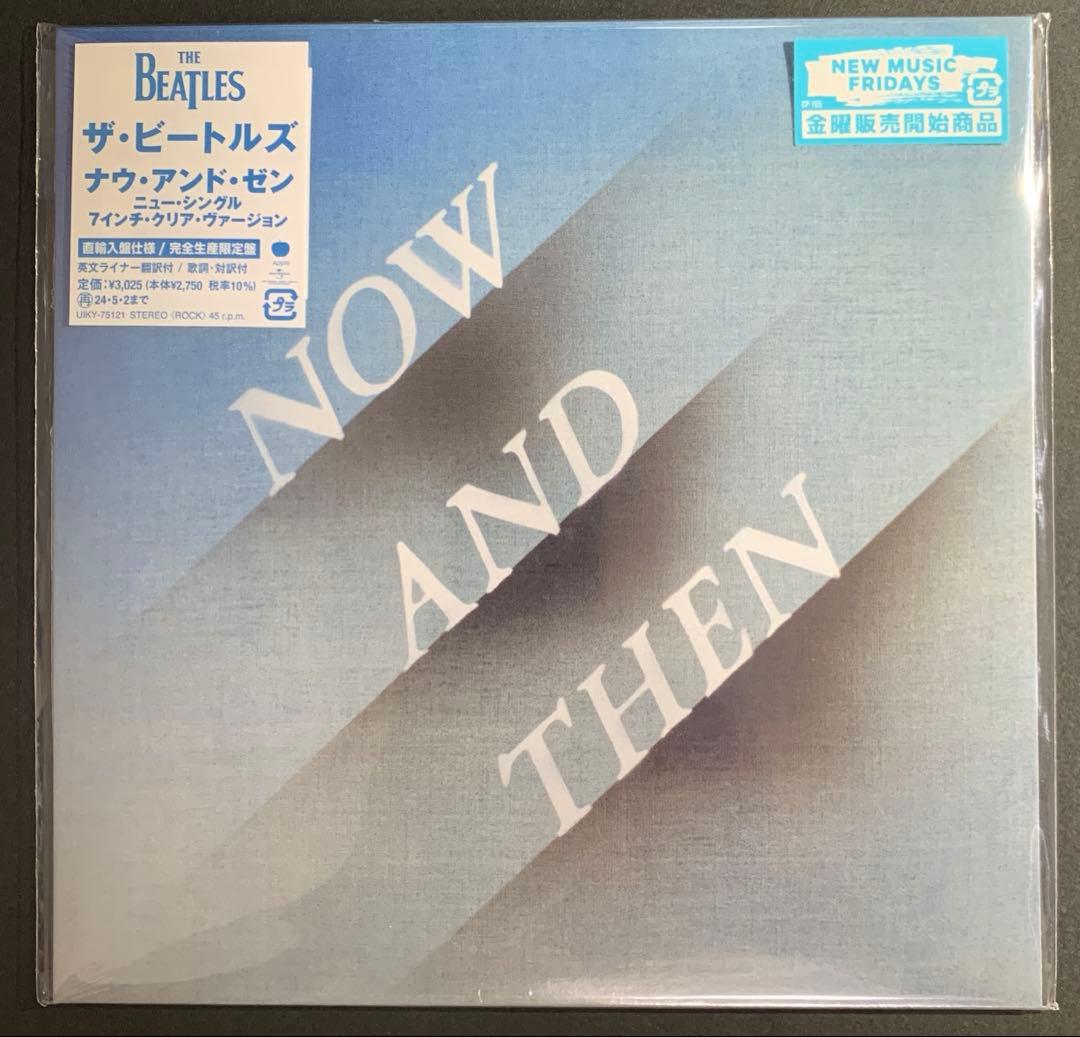 THE
BEATLES
ザ・ビートルズ
ナウ・アンド・ゼン
ニュー・シングル
7インチ・クリア・ヴァージョン
直輸入盤仕様 / 完全生産限定盤
英文ライナー翻訳付 / 歌詞・対訳付
Apple
定価:¥3,025 (本体¥2,750 税率10%)
再 24・5・2まで
プラ
UIKY-75121 STEREO 〈ROCK〉 45 r.p.m.
NEW MUSIC
FRIDAYS
プラ
金曜販売開始商品
NOW
AND
THEN